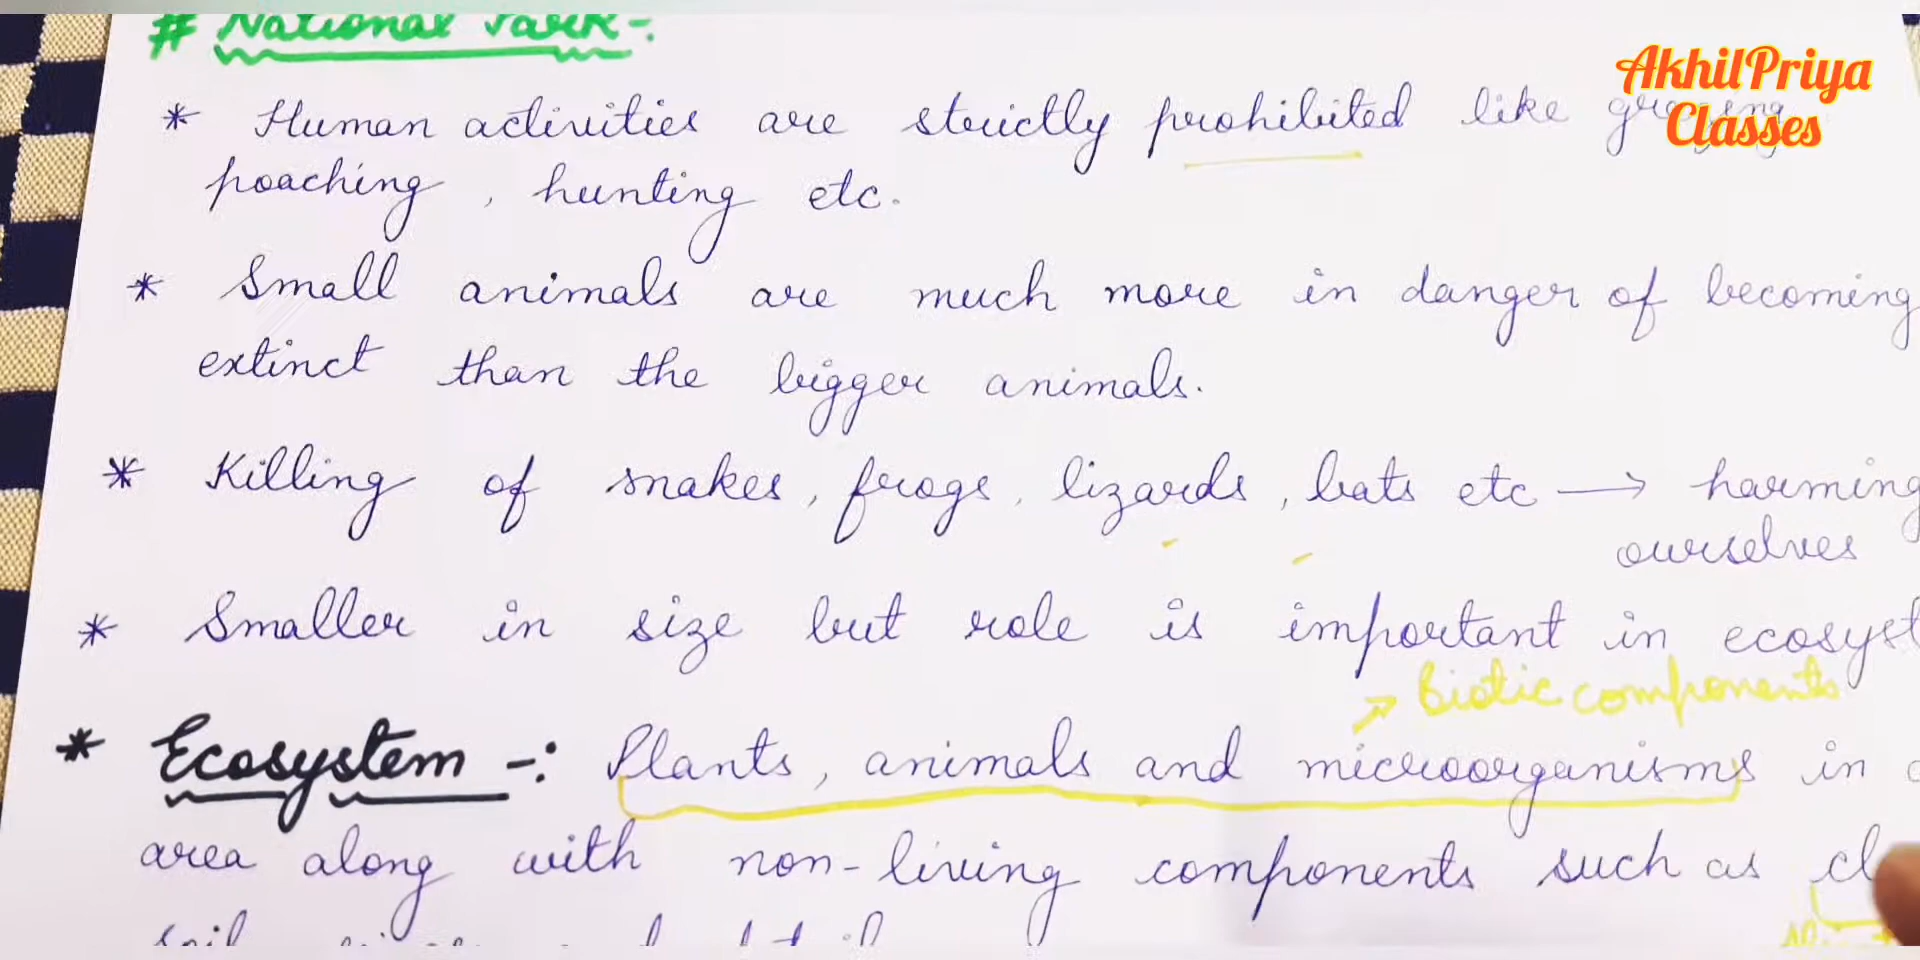 # National Park -:
AkhilPriya
Classes
* Human activities are strictly prohibited like
poaching, hunting etc.
* Small animals are much more in danger of becoming
extinct than the bigger animals.
* Killing of snakes, frogs, lizards, bats etc → harming
ourselves
* Smaller in size but role is important in ecosyst
→ Biotic components
* Ecosystem -: Plants, animals and microorganisms in
area along with non-living components such as cl
soil